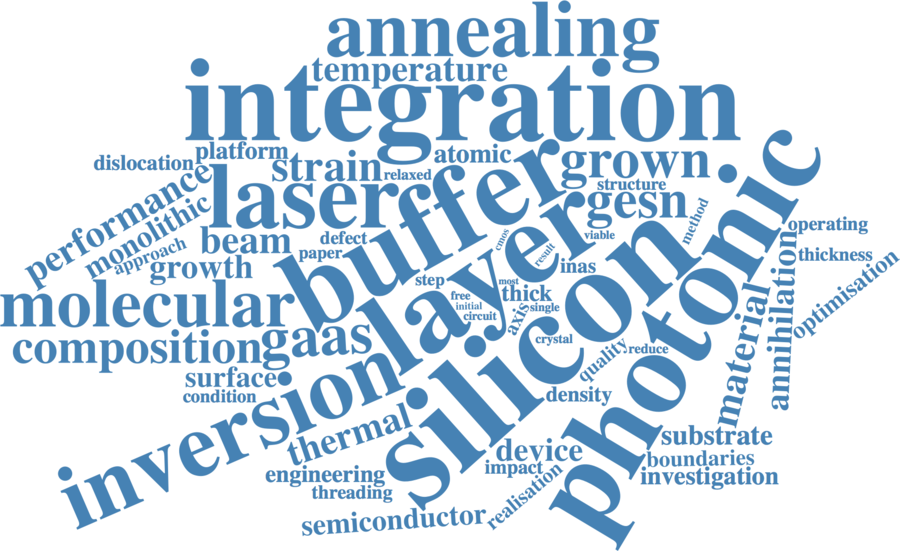 annealing
temperature
integration
dislocation
platform
strain
relaxed
atomic
grown
structure
performance
monolithic
approach
laser
buffer
gesn
method
photonic
beam
defect
paper
growth
cmos
result
viable
layer
inas
operating
thickness
optimisation
annihilation
material
molecular
composition
gaas
step
free
initial
circuit
most
thick
single
axis
crystal
silicon
quality
reduce
density
surface
condition
inversion
thermal
engineering
threading
semiconductor
device
impact
realisation
substrate
boundaries
investigation